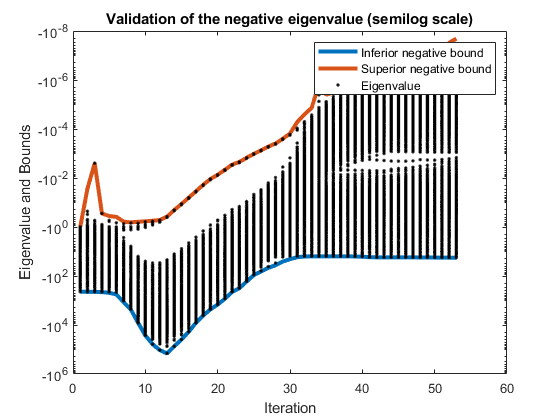 Validation of the negative eigenvalue (semilog scale)
-10^-8
-10^-6
-10^-4
-10^-2
-10^0
-10^2
-10^4
-10^6
Eigenvalue and Bounds
Inferior negative bound
Superior negative bound
Eigenvalue
0 10 20 30 40 50 60
Iteration